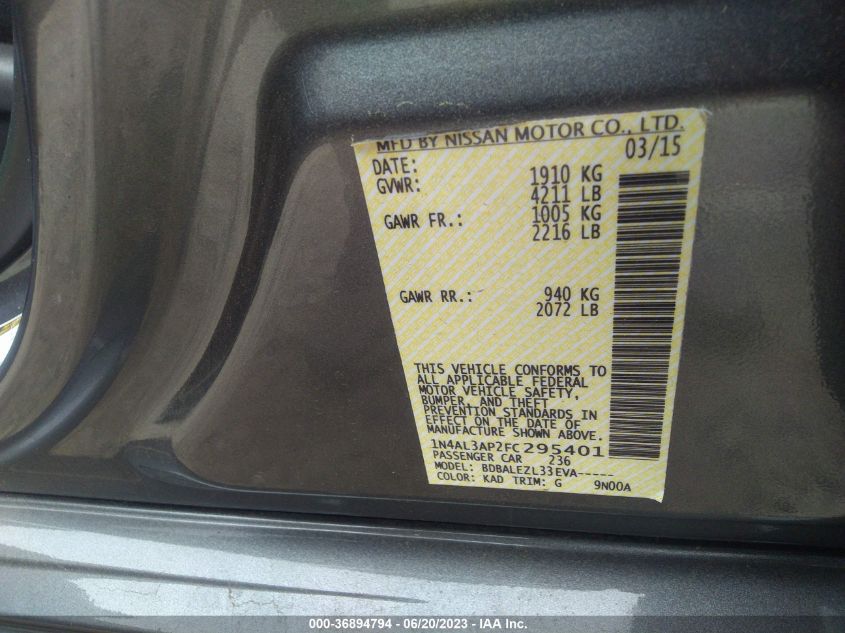 MFD BY NISSAN MOTOR CO., LTD.
DATE: 03/15
GVWR: 1910 KG
4211 LB
GAWR FR.: 1005 KG
2216 LB
GAWR RR.: 940 KG
2072 LB
THIS VEHICLE CONFORMS TO
ALL APPLICABLE FEDERAL
MOTOR VEHICLE SAFETY,
BUMPER, AND THEFT
PREVENTION STANDARDS IN
EFFECT ON THE DATE OF
MANUFACTURE SHOWN ABOVE.
1N4AL3AP2FC295401
PASSENGER CAR 236
MODEL: BDBALEZL33EVA-----
COLOR: KAD TRIM: G 9N00A
000-36894794 - 06/20/2023 - IAA Inc.